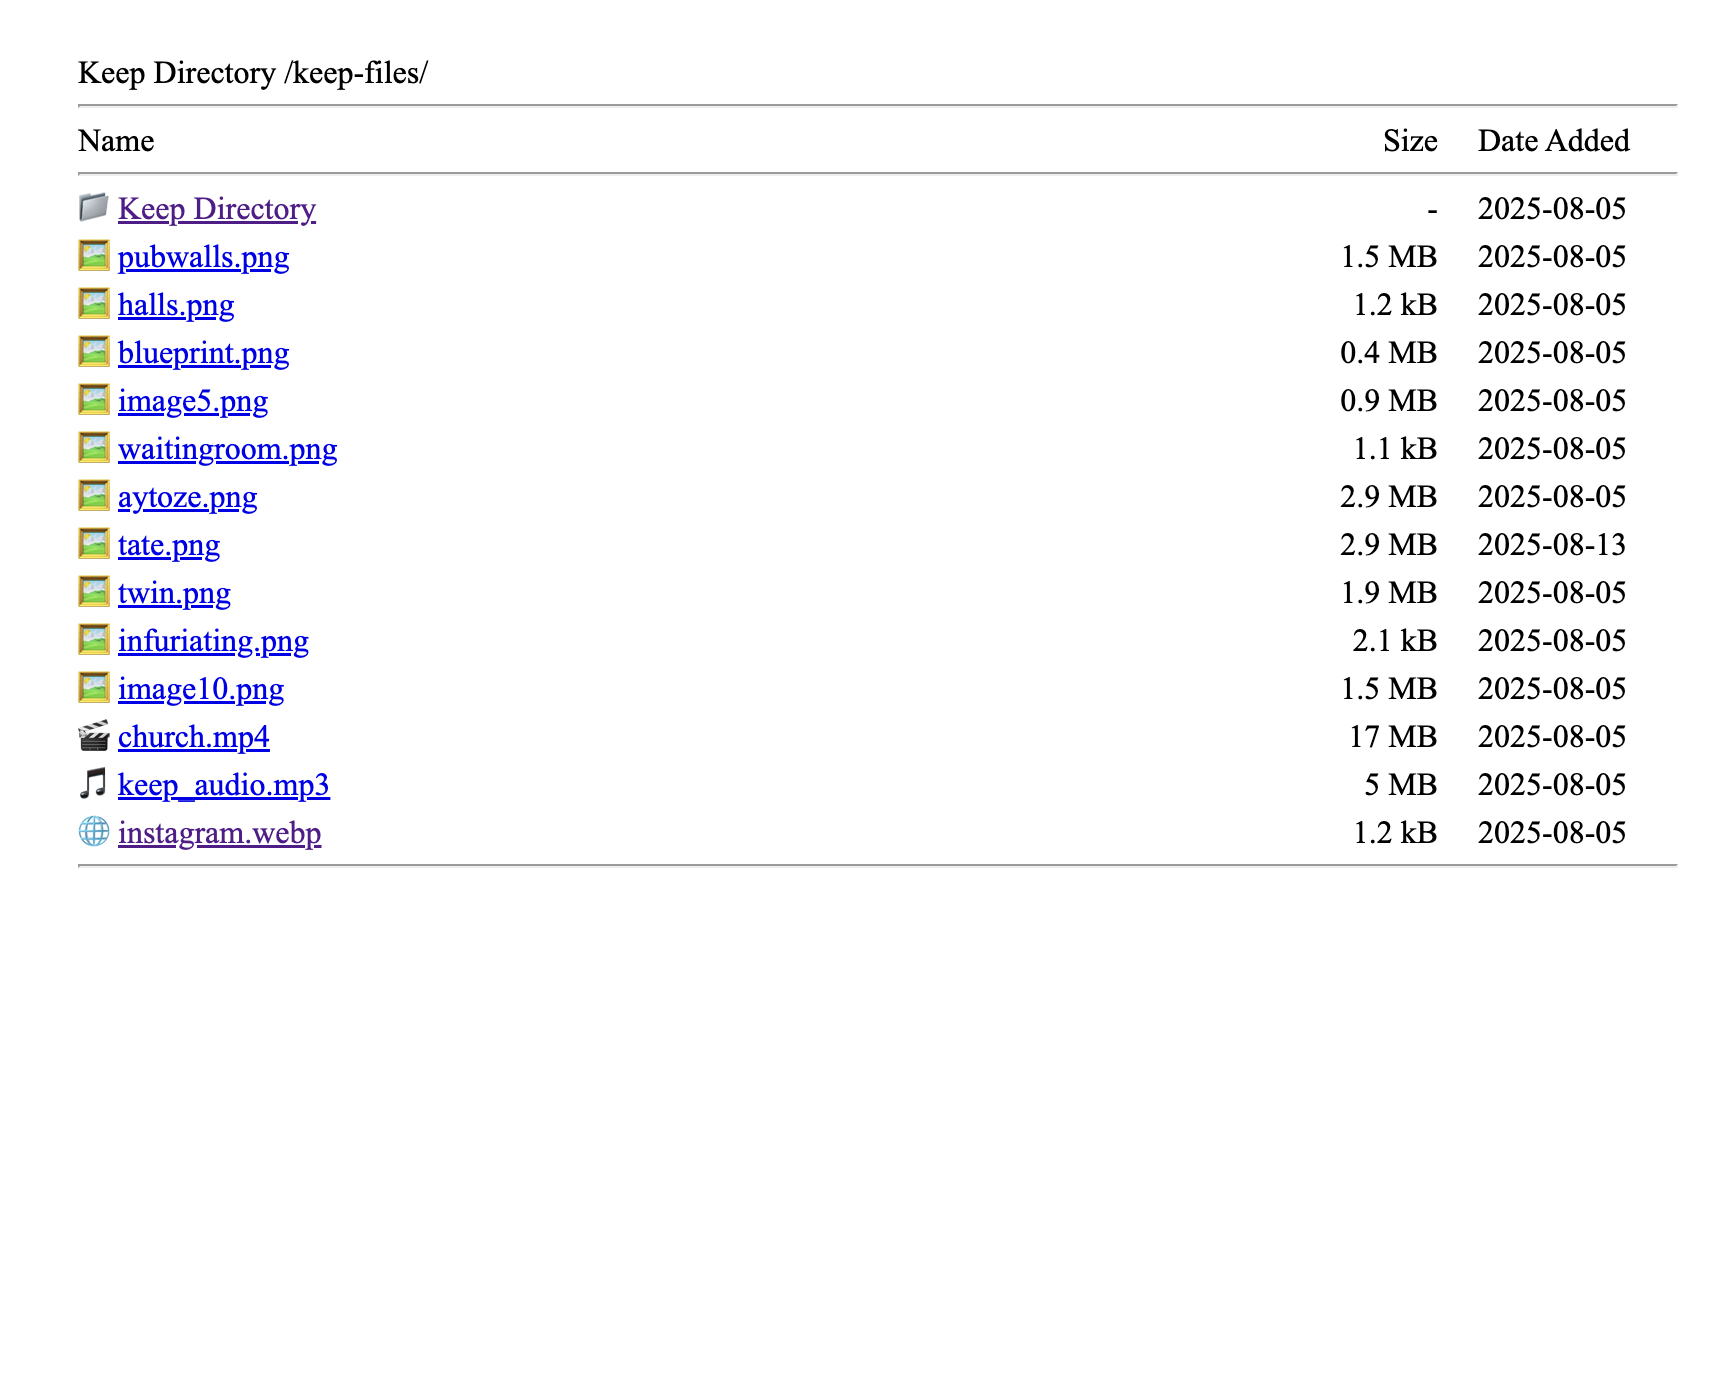 Keep Directory /keep-files/
Name Size Date Added
Keep Directory - 2025-08-05
pubwalls.png 1.5 MB 2025-08-05
halls.png 1.2 kB 2025-08-05
blueprint.png 0.4 MB 2025-08-05
image5.png 0.9 MB 2025-08-05
waitingroom.png 1.1 kB 2025-08-05
aytoze.png 2.9 MB 2025-08-05
tate.png 2.9 MB 2025-08-13
twin.png 1.9 MB 2025-08-05
infuriating.png 2.1 kB 2025-08-05
image10.png 1.5 MB 2025-08-05
church.mp4 17 MB 2025-08-05
keep_audio.mp3 5 MB 2025-08-05
instagram.webp 1.2 kB 2025-08-05